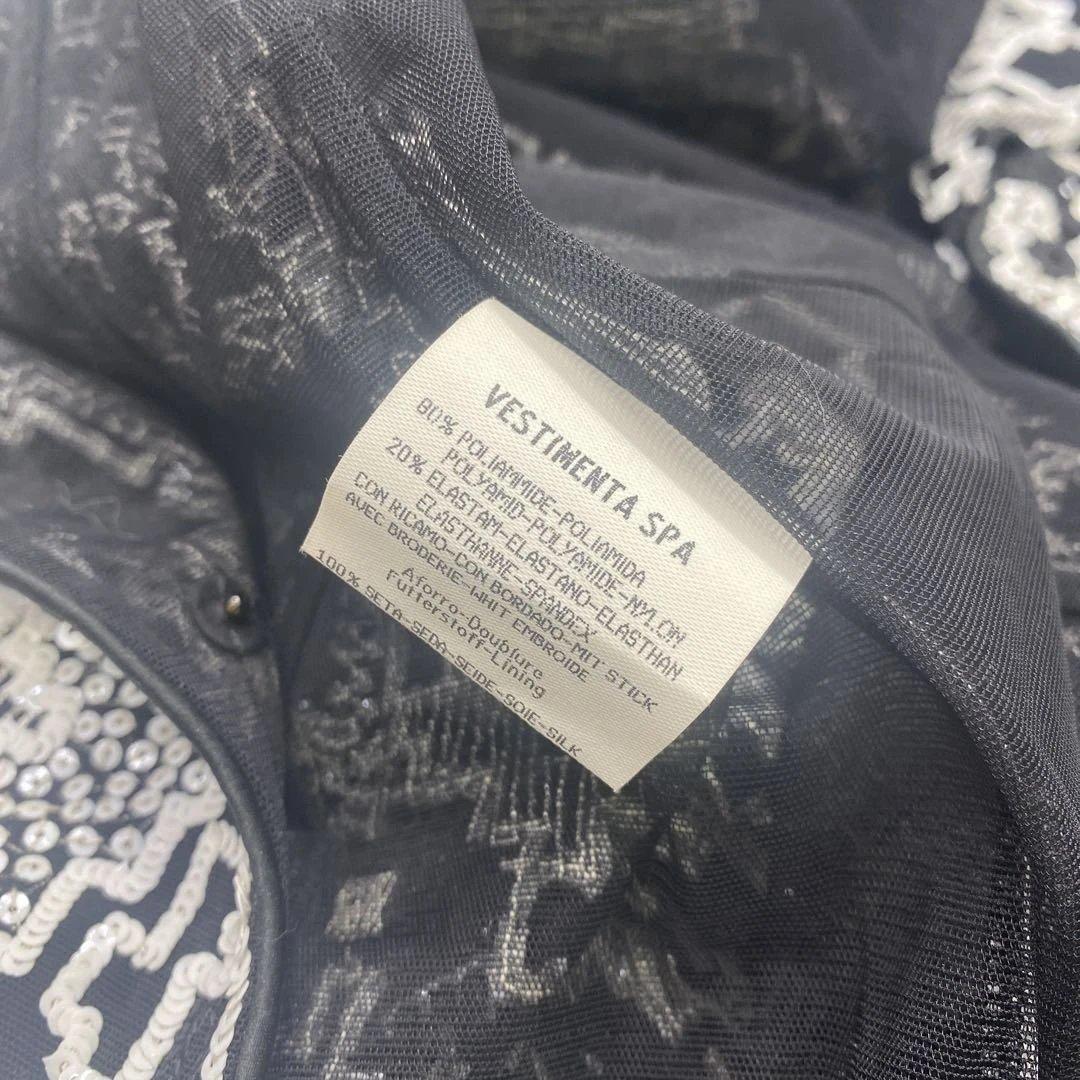 VESTIMENTA SPA
80% POLIAMMIDE-POLIAMIDA
POLYAMID-POLYAMIDE-NYLON
20% ELASTAM-ELASTANO-ELASTHAN
ELASTHANNE-SPANDEX
CON RICAMO-CON BORDADO-MIT STICK
AVEC BRODERIE-WHIT EMBROIDE
Aforro-Doublure
Futterstoff-Lining
100% SETA-SEDA-SEIDE-SOIE-SILK